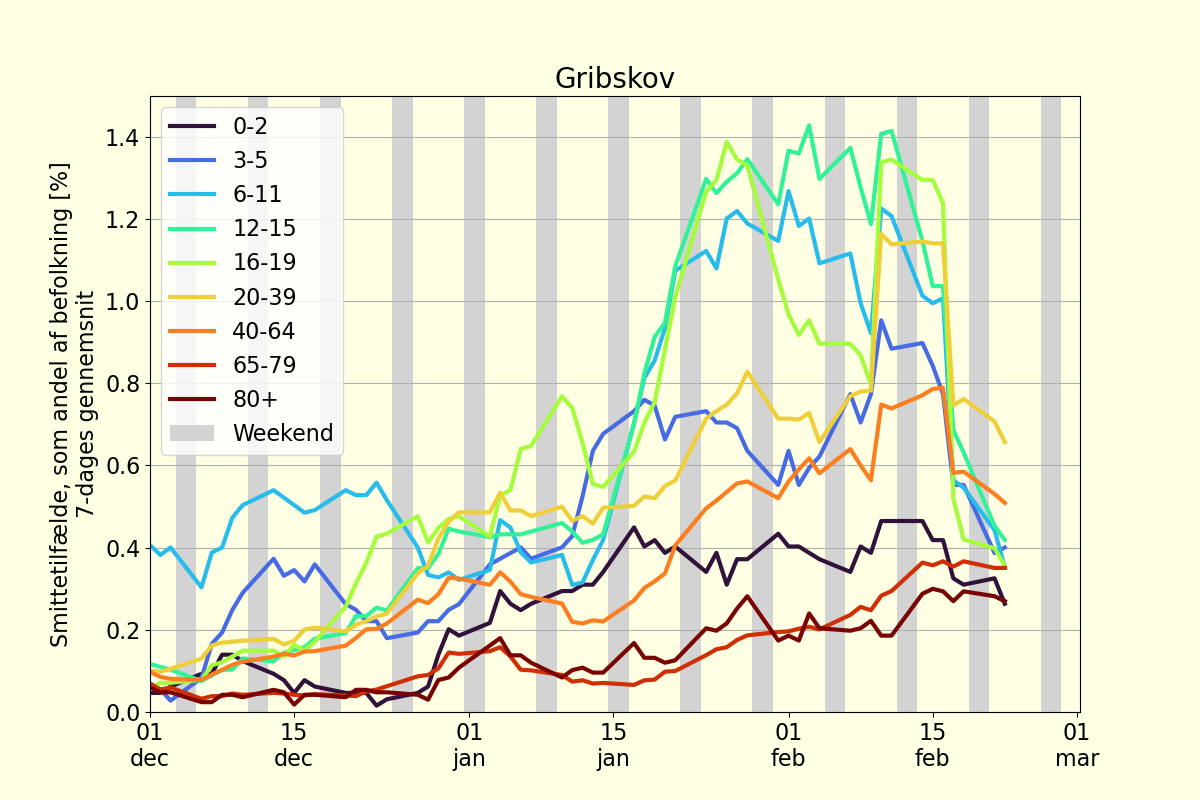 Gribskov
Smittetilfælde, som andel af befolkning [%]
7-dages gennemsnit
1.4
1.2
1.0
0.8
0.6
0.4
0.2
0.0
0-2
3-5
6-11
12-15
16-19
20-39
40-64
65-79
80+
Weekend
01 15 01 15 01 15 01
dec dec jan jan feb feb mar